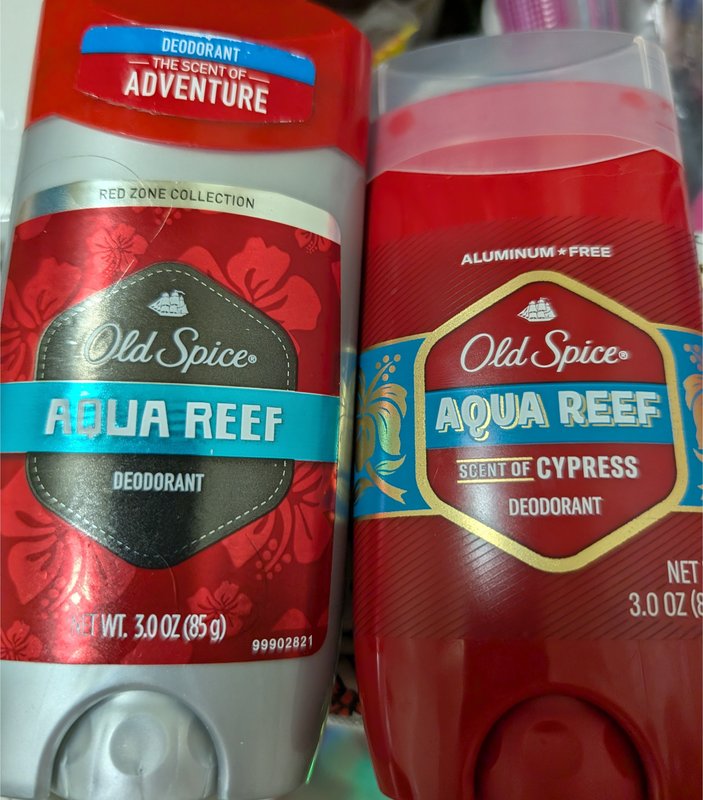 DEODORANT
THE SCENT OF
ADVENTURE
RED ZONE COLLECTION
Old Spice®
AQUA REEF
DEODORANT
NET WT. 3.0 OZ (85 g)
99902821
ALUMINUM★FREE
Old Spice®
AQUA REEF
SCENT OF CYPRESS
DEODORANT
NET
3.0 OZ (8